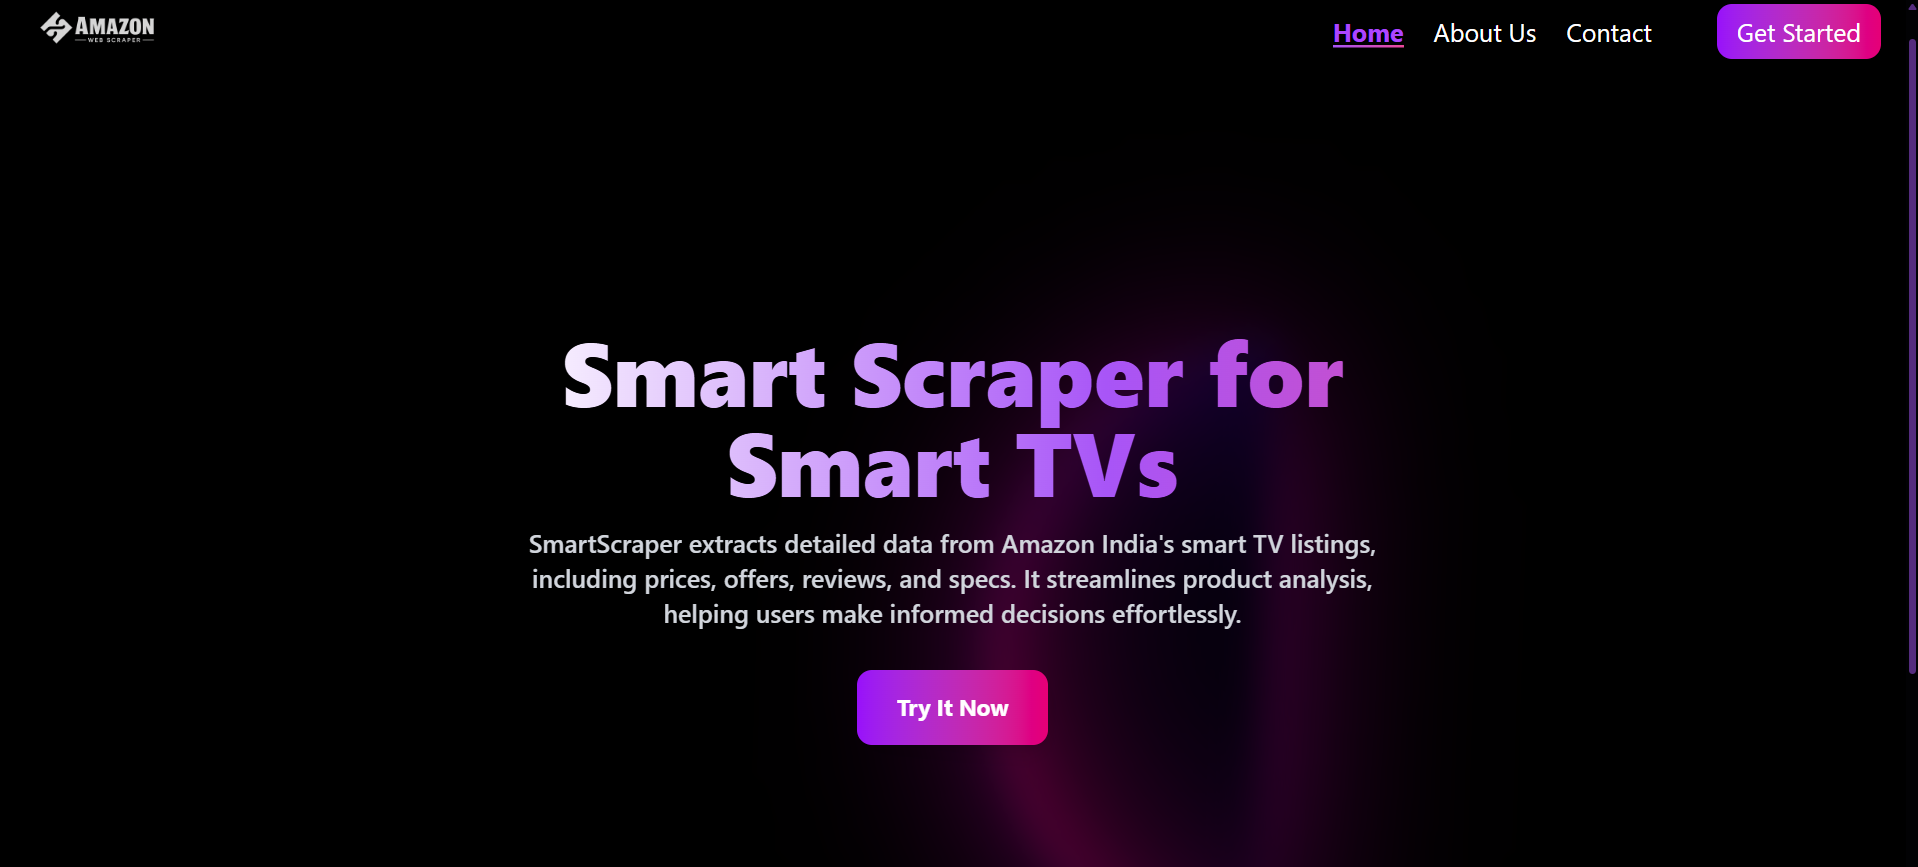 AMAZON
WEB SCRAPER
Home About Us Contact Get Started
Smart Scraper for
Smart TVs
SmartScraper extracts detailed data from Amazon India's smart TV listings,
including prices, offers, reviews, and specs. It streamlines product analysis,
helping users make informed decisions effortlessly.
Try It Now